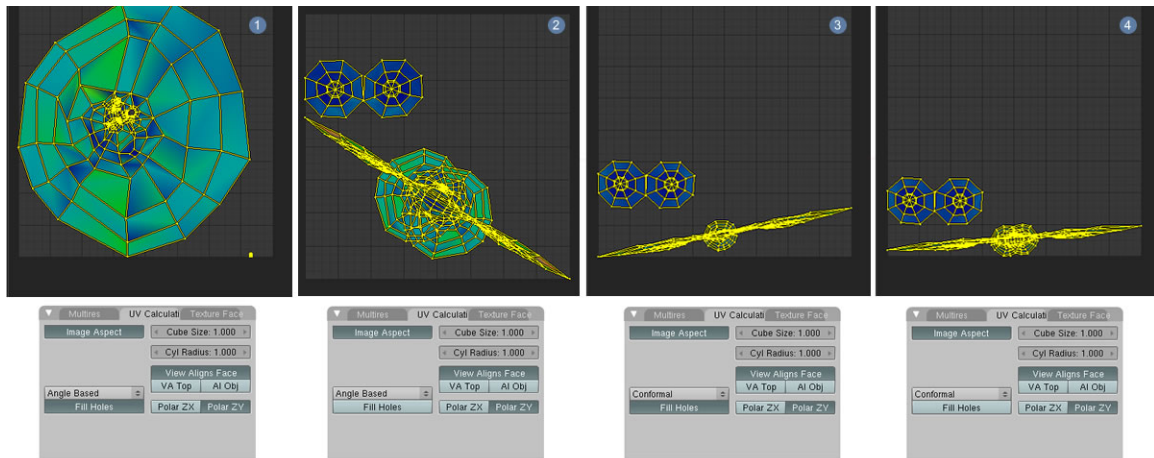 1
2
3
4
Multires UV Calculati Texture Face
Image Aspect Cube Size: 1.000
Cyl Radius: 1.000
View Aligns Face
VA Top Al Obj
Angle Based
Fill Holes Polar ZX Polar ZY
Multires UV Calculati Texture Face
Image Aspect Cube Size: 1.000
Cyl Radius: 1.000
View Aligns Face
VA Top Al Obj
Angle Based
Fill Holes Polar ZX Polar ZY
Multires UV Calculati Texture Face
Image Aspect Cube Size: 1.000
Cyl Radius: 1.000
View Aligns Face
VA Top Al Obj
Conformal
Fill Holes Polar ZX Polar ZY
Multires UV Calculati Texture Face
Image Aspect Cube Size: 1.000
Cyl Radius: 1.000
View Aligns Face
VA Top Al Obj
Conformal
Fill Holes Polar ZX Polar ZY